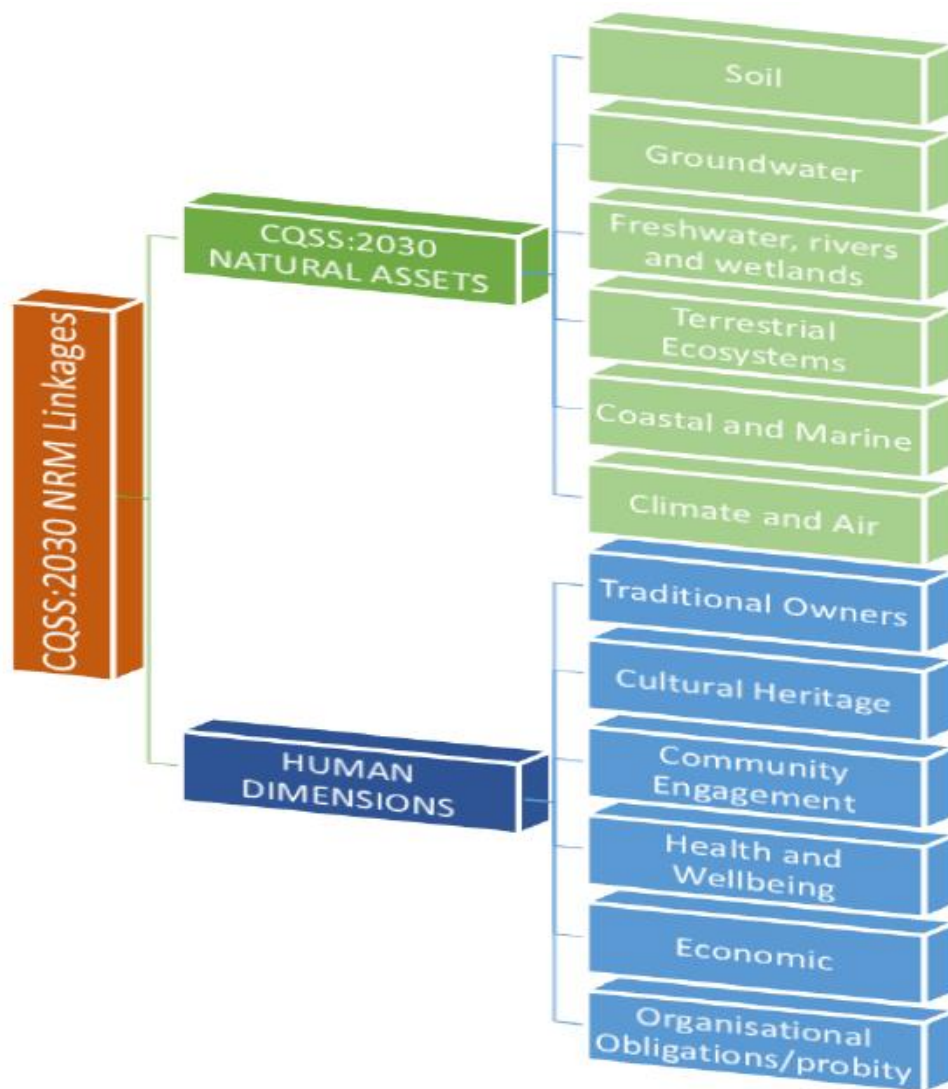 CQSS:2030 NRM Linkages
CQSS:2030
NATURAL ASSETS
Soil
Groundwater
Freshwater, rivers
and wetlands
Terrestrial
Ecosystems
Coastal and Marine
Climate and Air
HUMAN
DIMENSIONS
Traditional Owners
Cultural Heritage
Community
Engagement
Health and
Wellbeing
Economic
Organisational
Obligations/probity